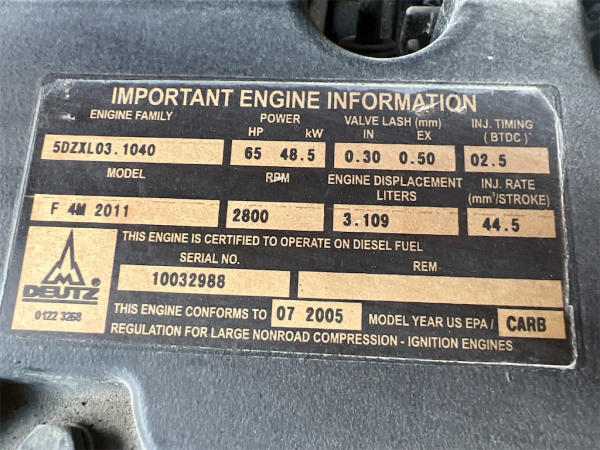 IMPORTANT ENGINE INFORMATION
ENIGINE FAMILY POWER VALVE LASH (mm) INJ. TIMING
HP kW IN EX (BTDC)
5DZXL03.1040 65 48.5 0.30 0.50 02.5
MODEL RPM ENGINE DISPLACEMENT INJ. RATE
LITERS (mm³/STROKE)
F 4M 2011 2800 3.109 44.5
THIS ENGINE IS CERTIFIED TO OPERATE ON DIESEL FUEL
SERIAL NO. REM
10032988
DEUTZ ®
0122 3268
THIS ENGINE CONFORMS TO 07 2005 MODEL YEAR US EPA / CARB
REGULATION FOR LARGE NONROAD COMPRESSION - IGNITION ENGINES